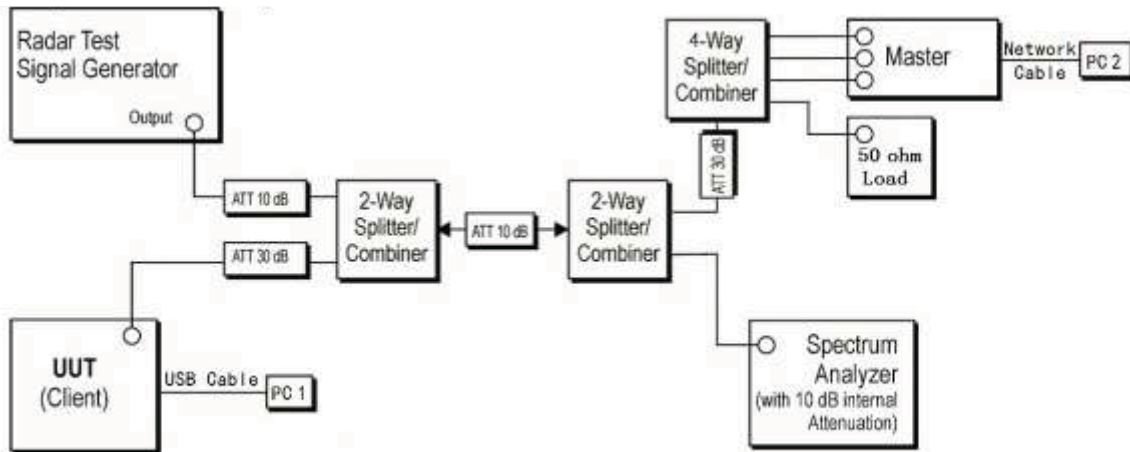 Radar Test
Signal Generator
Output
ATT 10 dB
2-Way
Splitter/
Combiner
ATT 30 dB
ATT 10 dB
2-Way
Splitter/
Combiner
4-Way
Splitter/
Combiner
ATT 30 dB
Master
Network
Cable
PC 2
50 ohm
Load
UUT
(Client)
USB Cable
PC 1
Spectrum
Analyzer
(with 10 dB internal
Attenuation)